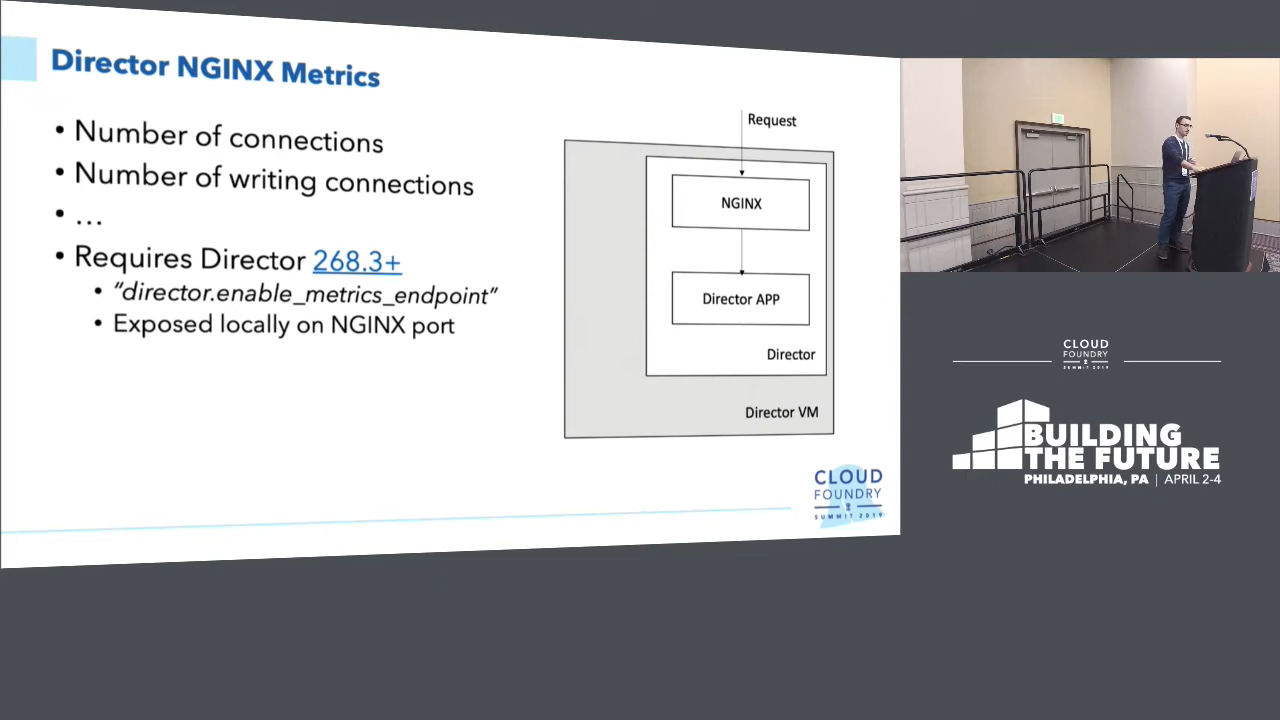 Director NGINX Metrics
• Number of connections
• Number of writing connections
• …
• Requires Director 268.3+
• “director.enable_metrics_endpoint”
• Exposed locally on NGINX port
Request
NGINX
Director APP
Director
Director VM
CLOUD
FOUNDRY
SUMMIT 2019
CLOUD
FOUNDRY
SUMMIT 2019
BUILDING
THE FUTURE
PHILADELPHIA, PA | APRIL 2-4